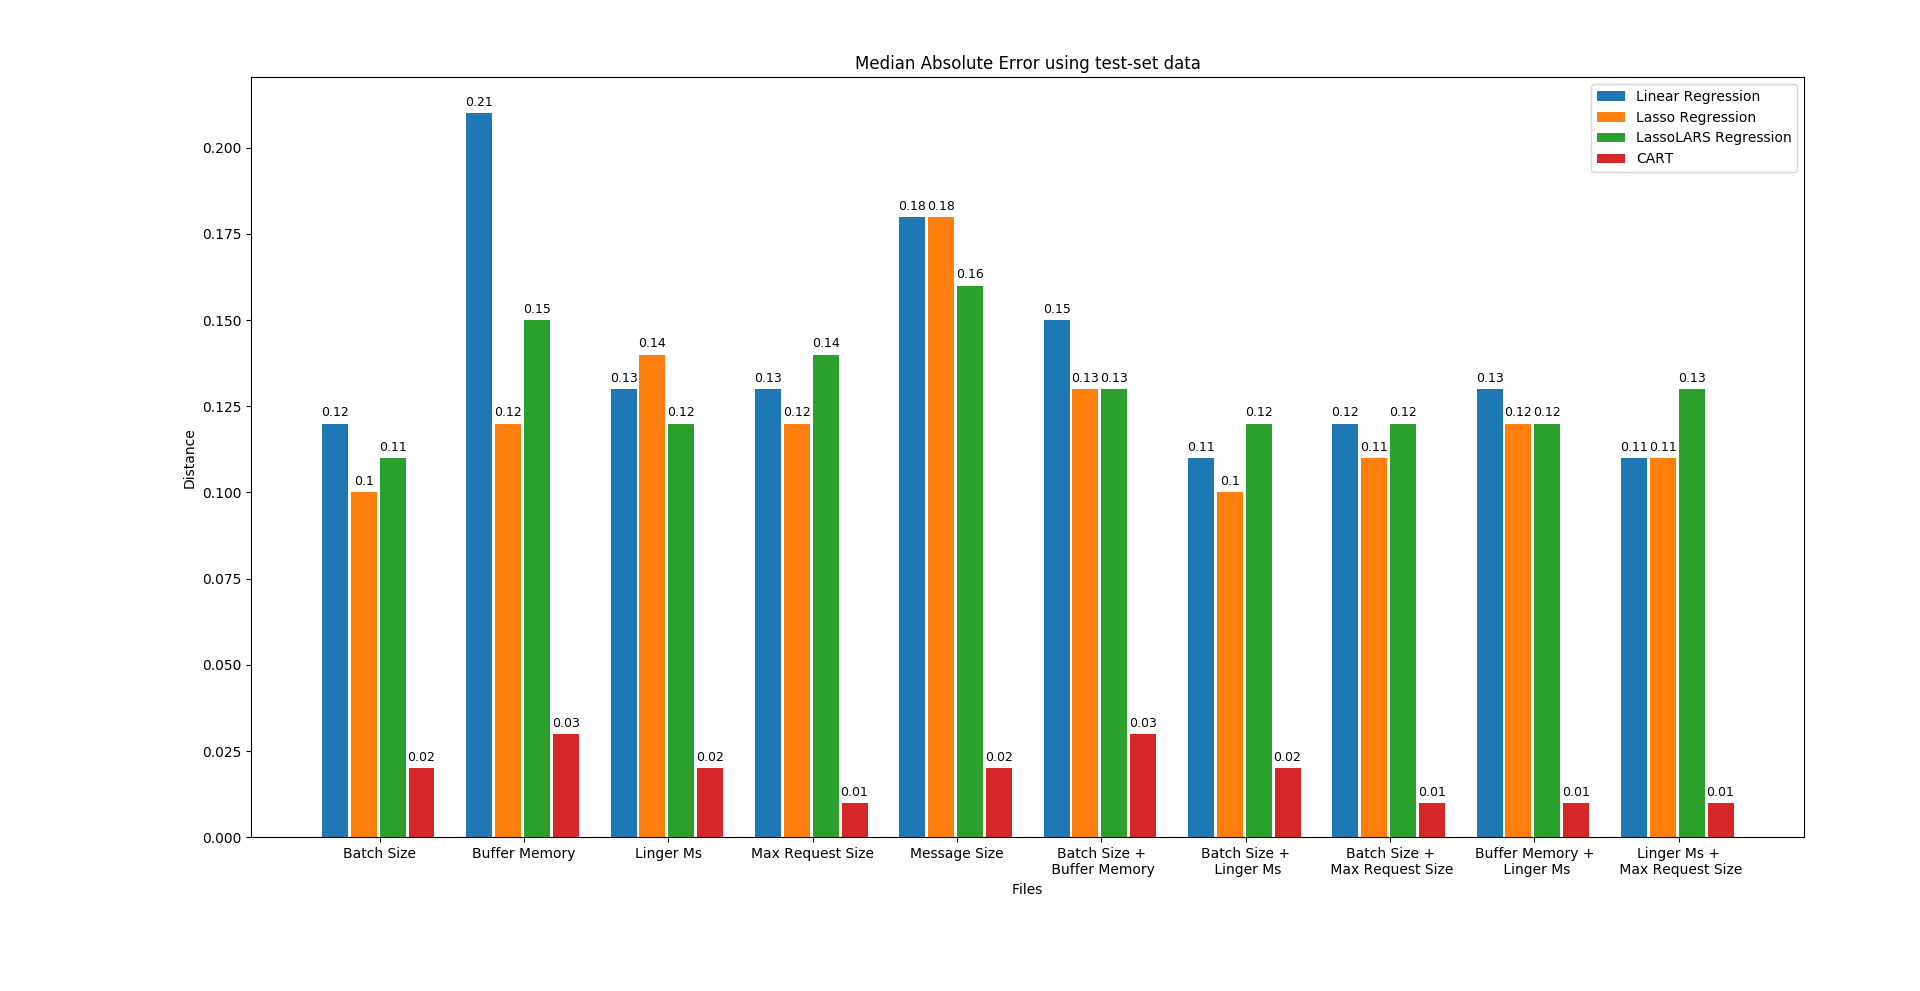 Median Absolute Error using test-set data
Linear Regression
Lasso Regression
LassoLARS Regression
CART
Distance
0.200
0.175
0.150
0.125
0.100
0.075
0.050
0.025
0.000
0.12
0.1
0.11
0.02
0.21
0.12
0.15
0.03
0.13
0.14
0.12
0.02
0.13
0.12
0.14
0.01
0.18
0.18
0.16
0.02
0.15
0.13
0.13
0.03
0.11
0.1
0.12
0.02
0.12
0.11
0.12
0.01
0.13
0.12
0.12
0.01
0.11
0.11
0.13
0.01
Batch Size
Buffer Memory
Linger Ms
Max Request Size
Message Size
Batch Size +
Buffer Memory
Batch Size +
Linger Ms
Batch Size +
Max Request Size
Buffer Memory +
Linger Ms
Linger Ms +
Max Request Size
Files